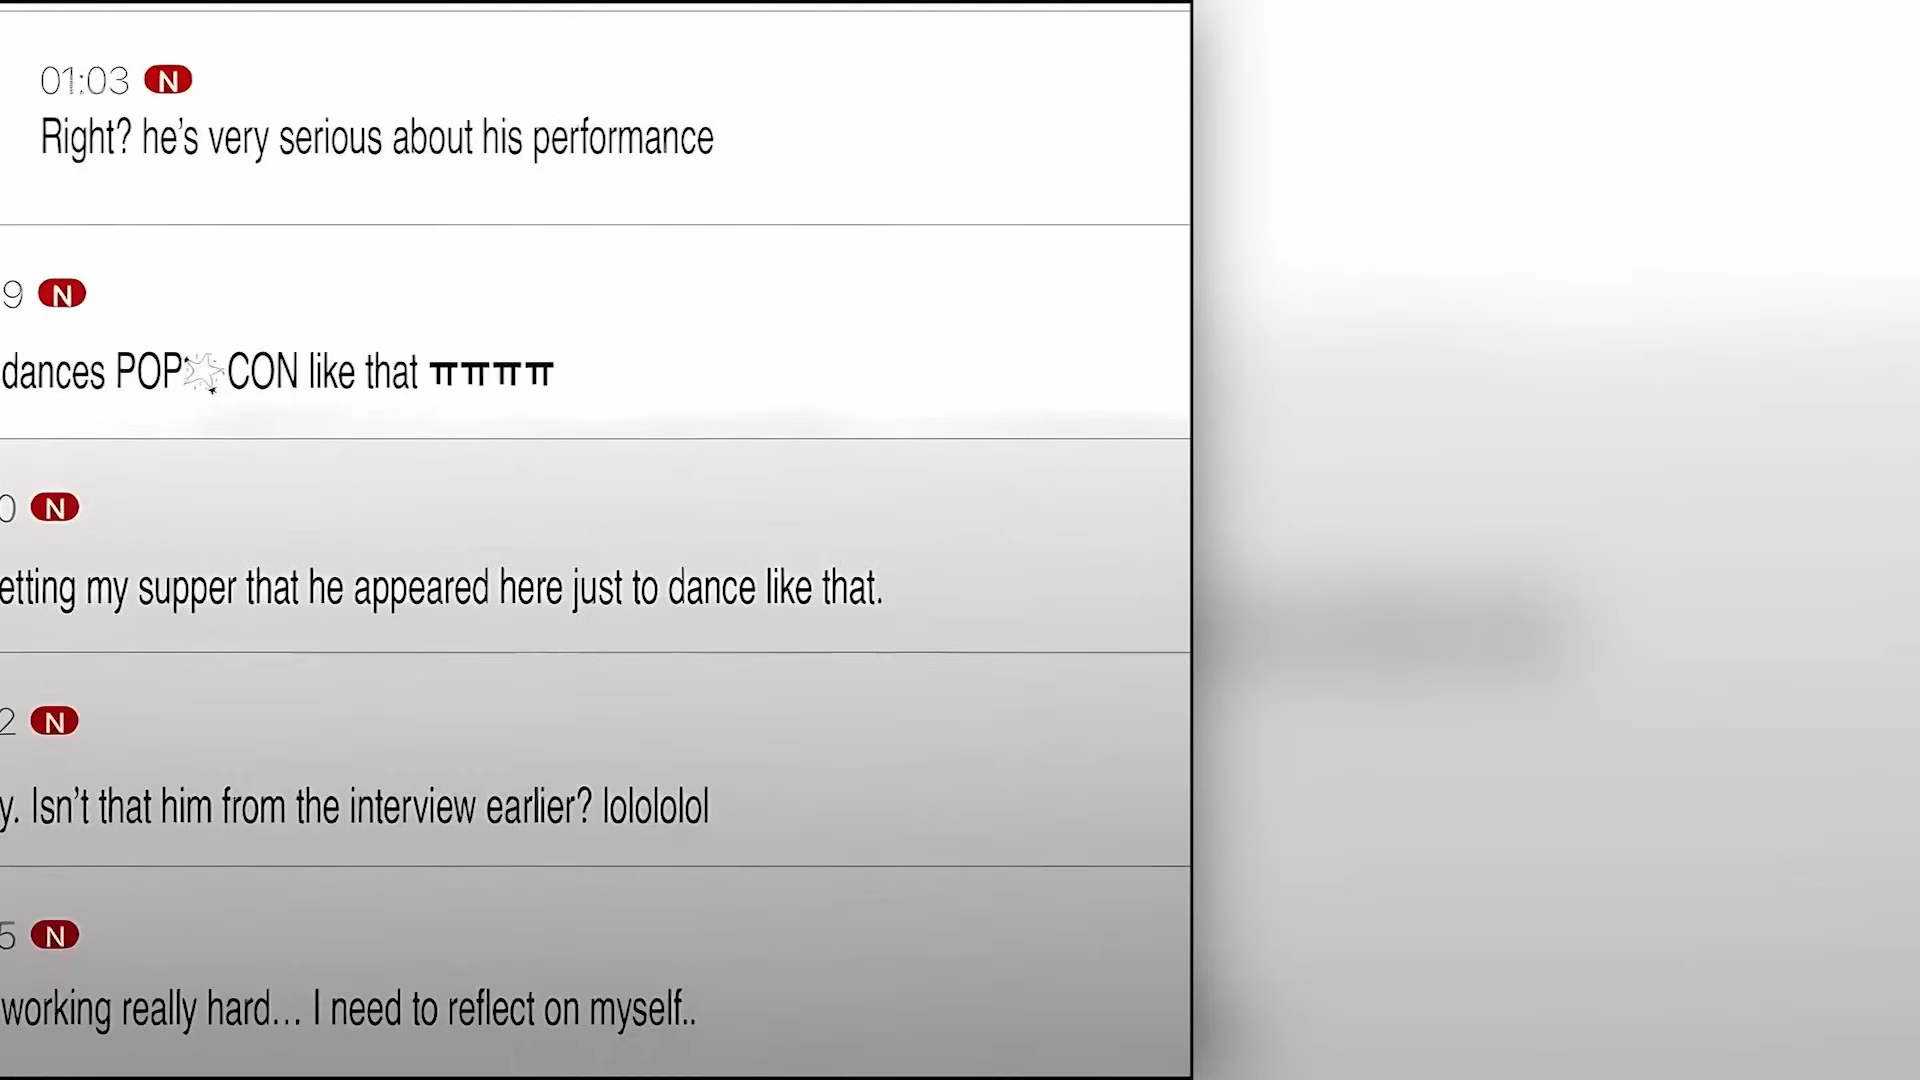 01:03 N
Right? he's very serious about his performance
9 N
dances POP☆CON like that ㅠㅠㅠㅠ
0 N
etting my supper that he appeared here just to dance like that.
2 N
y. Isn't that him from the interview earlier? lolololol
5 N
working really hard... I need to reflect on myself..